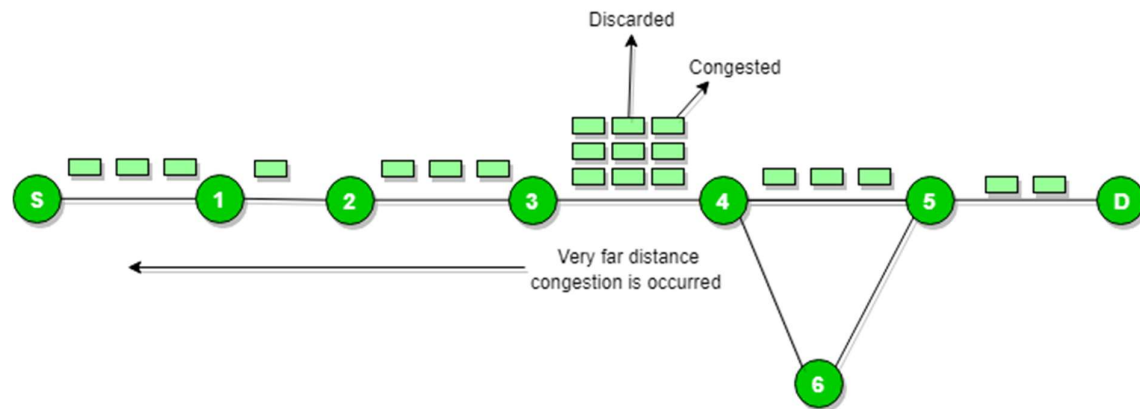 Discarded
Congested
S
1
2
3
4
5
D
Very far distance
congestion is occurred
6